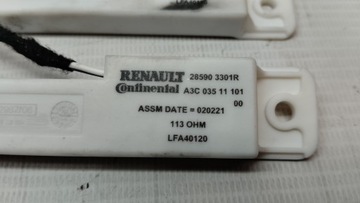 RENAULT 28590 3301R
Continental A3C 035 11 101
00
ASSM DATE = 020221
113 OHM
LFA40120